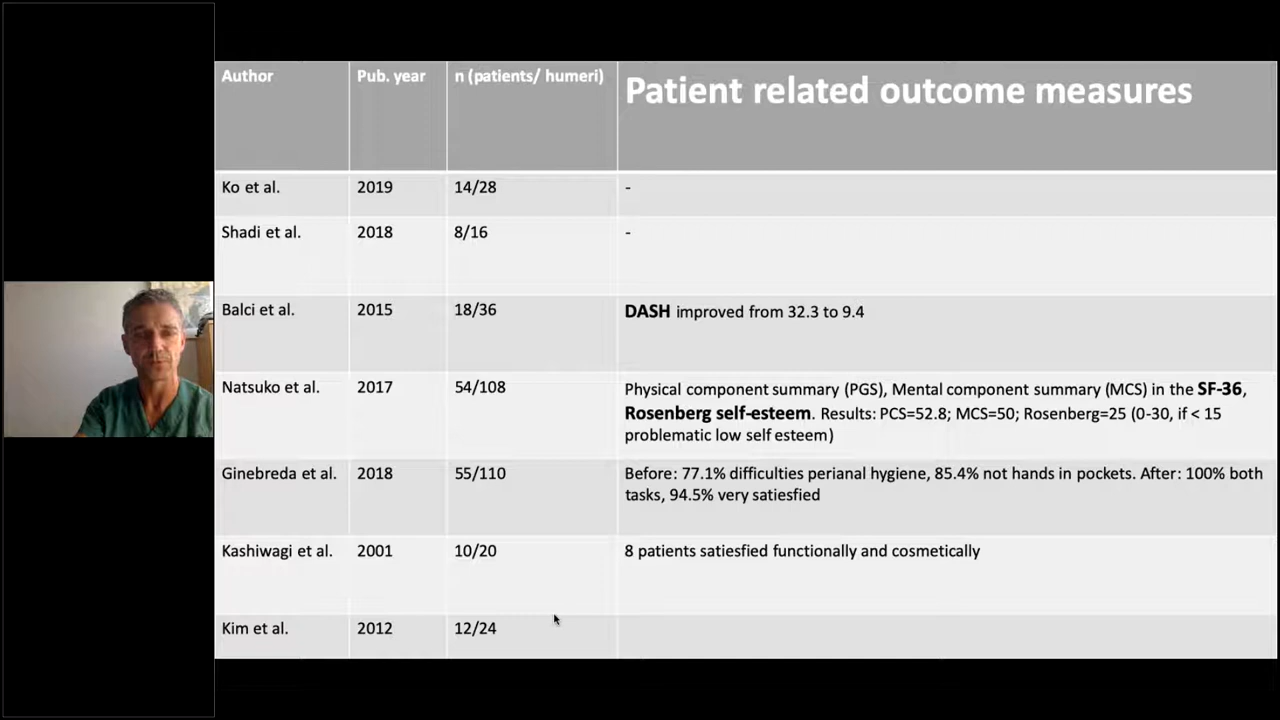 Author Pub. year n (patients/ humeri) Patient related outcome measures
Ko et al. 2019 14/28 -
Shadi et al. 2018 8/16 -
Balci et al. 2015 18/36 DASH improved from 32.3 to 9.4
Natsuko et al. 2017 54/108 Physical component summary (PGS), Mental component summary (MCS) in the SF-36,
Rosenberg self-esteem. Results: PCS=52.8; MCS=50; Rosenberg=25 (0-30, if < 15
problematic low self esteem)
Ginebreda et al. 2018 55/110 Before: 77.1% difficulties perianal hygiene, 85.4% not hands in pockets. After: 100% both
tasks, 94.5% very satiesfied
Kashiwagi et al. 2001 10/20 8 patients satiesfied functionally and cosmetically
Kim et al. 2012 12/24